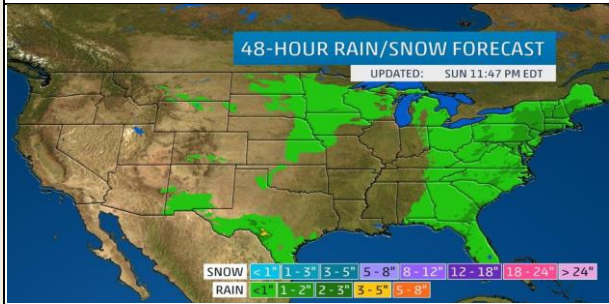 48-HOUR RAIN/SNOW FORECAST
UPDATED: SUN 11:47 PM EDT
SNOW <1" 1 - 3" 3 - 5" 5 - 8" 8 - 12" 12 - 18" 18 - 24" > 24"
RAIN <1" 1 - 2" 2 - 3" 3 - 5" 5 - 8"